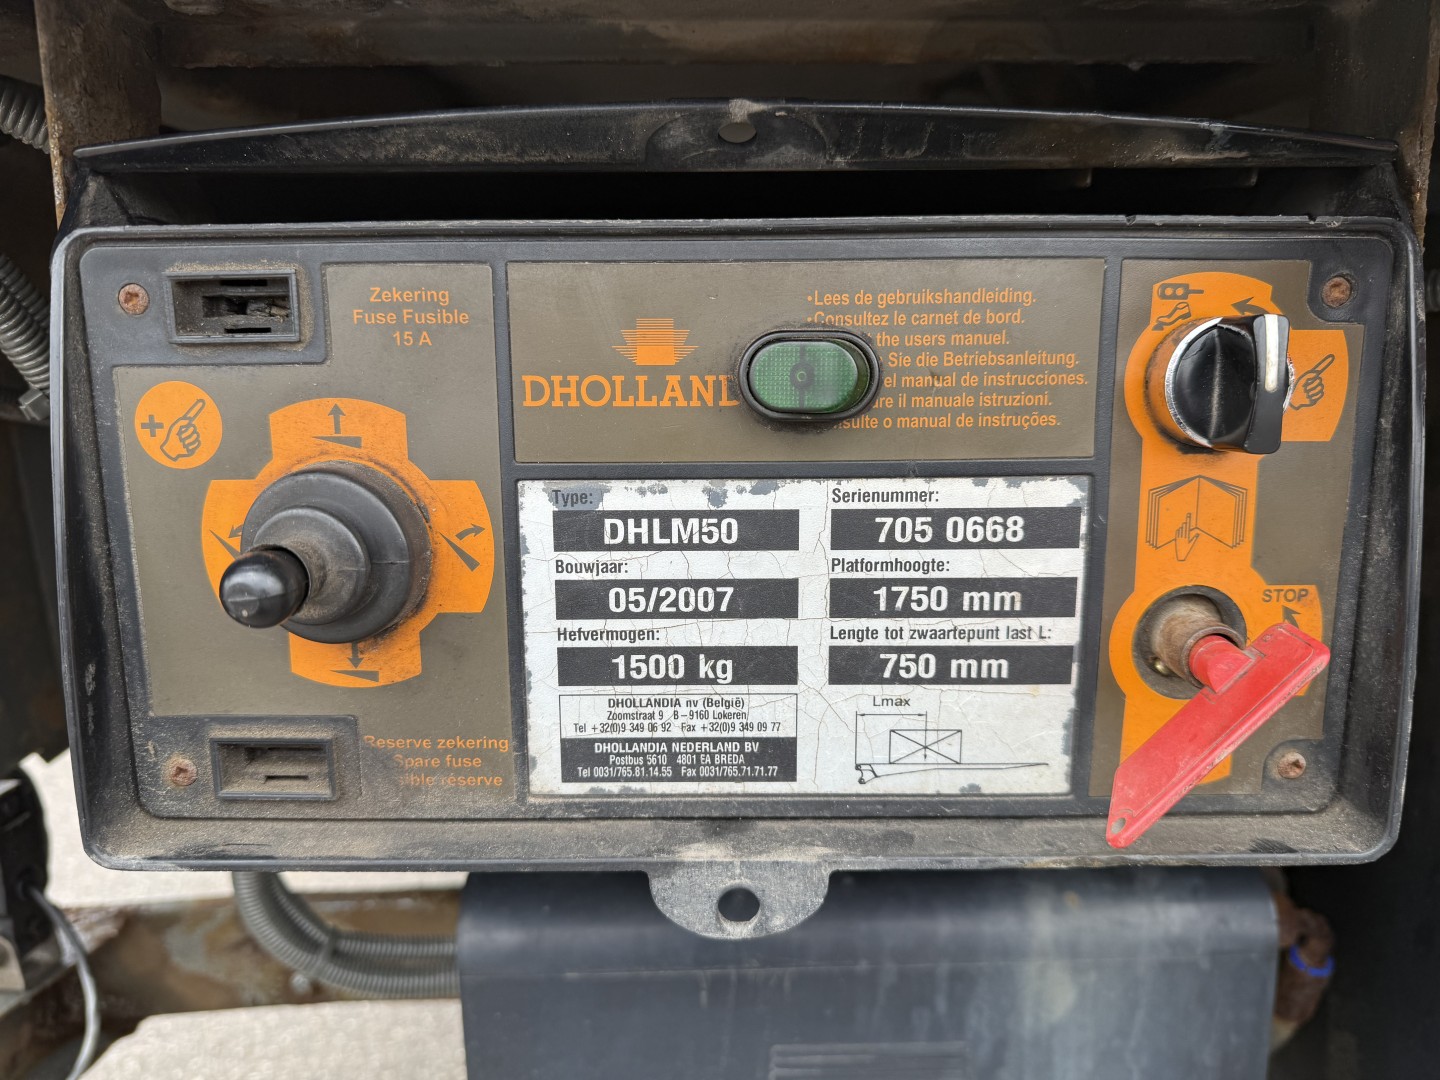 Zekering
Fuse Fusible
15 A
DHOLLAND
•Lees de gebruikshandleiding.
•Consultez le carnet de bord.
the users manuel.
Sie die Betriebsanleitung.
el manual de instrucciones.
il manuale istruzioni.
o manual de instruções.
Type:
DHLM50
Serienummer:
705 0668
Bouwjaar:
05/2007
Platformhoogte:
1750 mm
Hefvermogen:
1500 kg
Lengte tot zwaartepunt last L:
750 mm
DHOLLANDIA nv (België)
Zoomstraat 9 B-9160 Lokeren
Tel +32(0)9 349 06 92 Fax +32(0)9 349 09 77
DHOLLANDIA NEDERLAND BV
Postbus 5610 4801 EA BREDA
Tel 0031/765.81.14.55 Fax 0031/765.71.71.77
Lmax
Reserve zekering
Spare fuse
réserve
STOP